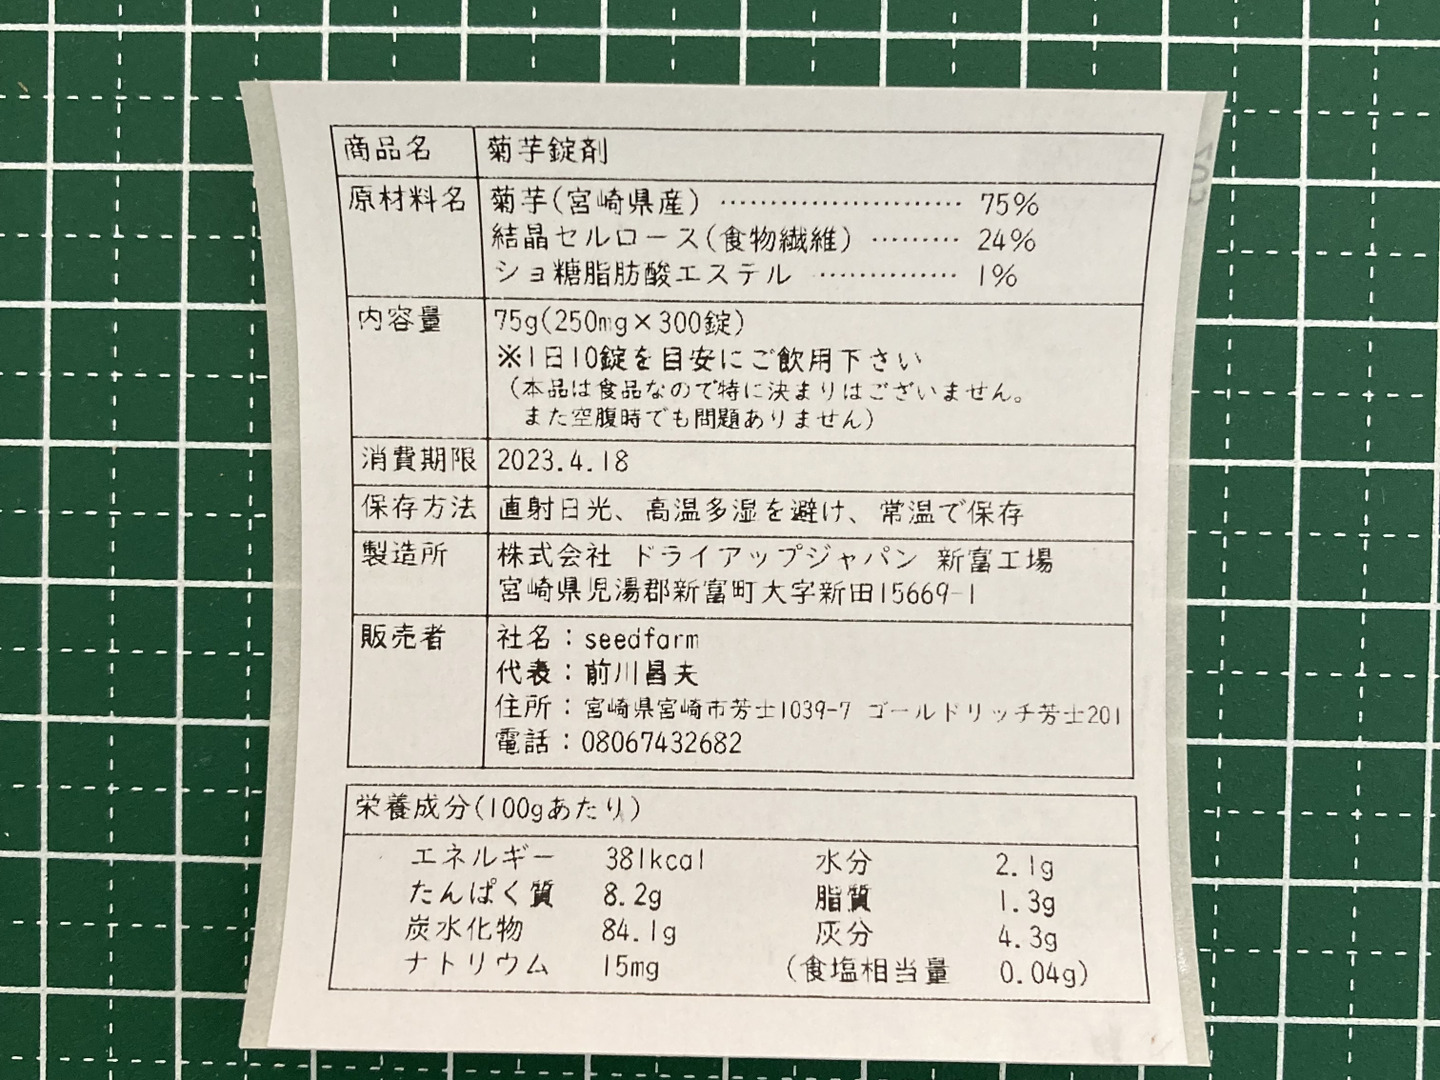 商品名 菊芋錠剤
原材料名 菊芋(宮崎県産) …………………… 75%
結晶セルロース(食物繊維) ……… 24%
ショ糖脂肪酸エステル …………… 1%
内容量 75g(250mg×300錠)
※1日10錠を目安にご飲用下さい
(本品は食品なので特に決まりはございません。
また空腹時でも問題ありません)
消費期限 2023.4.18
保存方法 直射日光、高温多湿を避け、常温で保存
製造所 株式会社 ドライアップジャパン 新富工場
宮崎県児湯郡新富町大字新田15669-1
販売者 社名:seedfarm
代表:前川昌夫
住所:宮崎県宮崎市芳士1039-7 ゴールドリッチ芳士201
電話:08067432682
栄養成分(100gあたり)
エネルギー 381kcal 水分 2.1g
たんぱく質 8.2g 脂質 1.3g
炭水化物 84.1g 灰分 4.3g
ナトリウム 15mg (食塩相当量 0.04g)